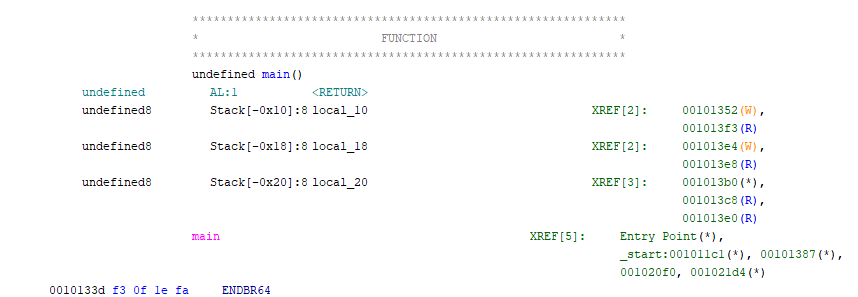 **************************************************************
*                          FUNCTION                          *
**************************************************************
undefined main()
undefined AL:1 <RETURN>
undefined8 Stack[-0x10]:8 local_10 XREF[2]: 00101352(W),
001013f3(R)
undefined8 Stack[-0x18]:8 local_18 XREF[2]: 001013e4(W),
001013e8(R)
undefined8 Stack[-0x20]:8 local_20 XREF[3]: 001013b0(*),
001013c8(R),
001013e0(R)
main XREF[5]: Entry Point(*),
_start:001011c1(*), 00101387(*),
001020f0, 001021d4(*)
0010133d f3 0f 1e fa ENDBR64